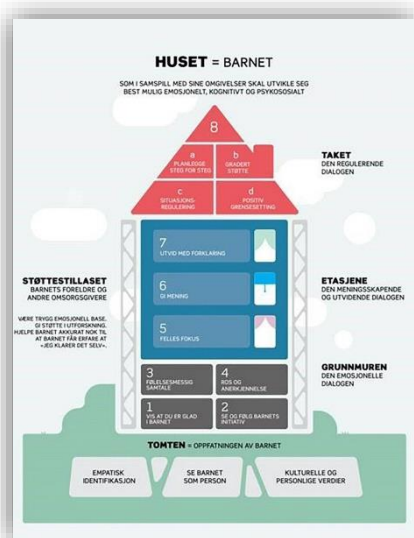 HUSET = BARNET
SOM I SAMSPILL MED SINE OMGIVELSER SKAL UTVIKLE SEG
BEST MULIG EMOSJONELT, KOGNITIVT OG PSYKOSOSIALT
8
a
PLANLEGGE
STEG FOR STEG
b
GRADERT
STØTTE
c
SITUASJONS-
REGULERING
d
POSITIV
GRENSESETTING
TAKET
DEN REGULERENDE
DIALOGEN
7
UTVID MED FORKLARING
6
GI MENING
5
FELLES FOKUS
STØTTESTILLASET
BARNETS FORELDRE OG
ANDRE OMSORGSGIVERE
VÆRE TRYGG EMOSJONELL BASE.
GI STØTTE I UTFORSKING.
HJELPE BARNET AKKURAT NOK TIL
AT BARNET FÅR ERFARE AT
«JEG KLARER DET SELV».
ETASJENE
DEN MENINGSSKAPENDE
OG UTVIDENDE DIALOGEN
3
FØLELSESMESSIG
SAMTALE
4
ROS OG
ANERKJENNELSE
1
VIS AT DU ER GLAD
I BARNET
2
SE OG FØLG BARNETS
INITIATIV
GRUNNMUREN
DEN EMOSJONELLE
DIALOGEN
TOMTEN = OPPFATNINGEN AV BARNET
EMPATISK
IDENTIFIKASJON
SE BARNET
SOM PERSON
KULTURELLE OG
PERSONLIGE VERDIER